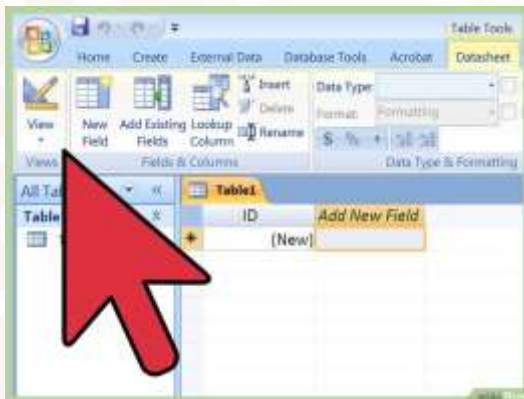 Table Tools
Home Create External Data Database Tools Acrobat Datasheet
View
New Field
Add Existing Fields
Lookup Column
Insert
Delete
Rename
Data Type:
Format: Formatting
$ %
Views
Fields & Columns
Data Type & Formatting
All Ta
Table
Table1
ID Add New Field
(New)